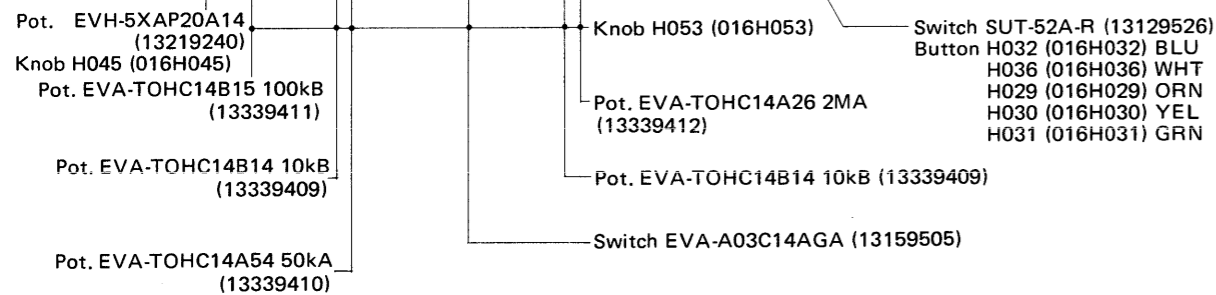 Pot. EVH-5XAP20A14
(13219240)
Knob H045 (016H045)
Pot. EVA-TOHC14B15 100kB
(13339411)
Pot. EVA-TOHC14B14 10kB
(13339409)
Pot. EVA-TOHC14A54 50kA
(13339410)
Knob H053 (016H053)
Pot. EVA-TOHC14A26 2MA
(13339412)
Pot. EVA-TOHC14B14 10kB (13339409)
Switch EVA-A03C14AGA (13159505)
Switch SUT-52A-R (13129526)
Button H032 (016H032) BLU
H036 (016H036) WHT
H029 (016H029) ORN
H030 (016H030) YEL
H031 (016H031) GRN